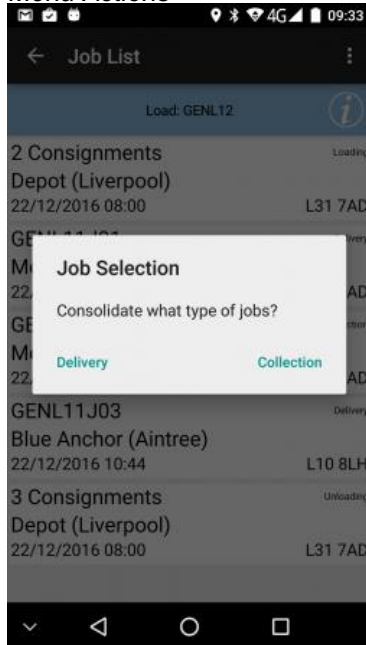 4G 09:33
Job List
Load: GENL12
2 Consignments Loading
Depot (Liverpool)
22/12/2016 08:00 L31 7AD
Job Selection
Consolidate what type of jobs?
Delivery Collection
GENL11J03 Delivery
Blue Anchor (Aintree)
22/12/2016 10:44 L10 8LH
3 Consignments Unloading
Depot (Liverpool)
22/12/2016 08:00 L31 7AD